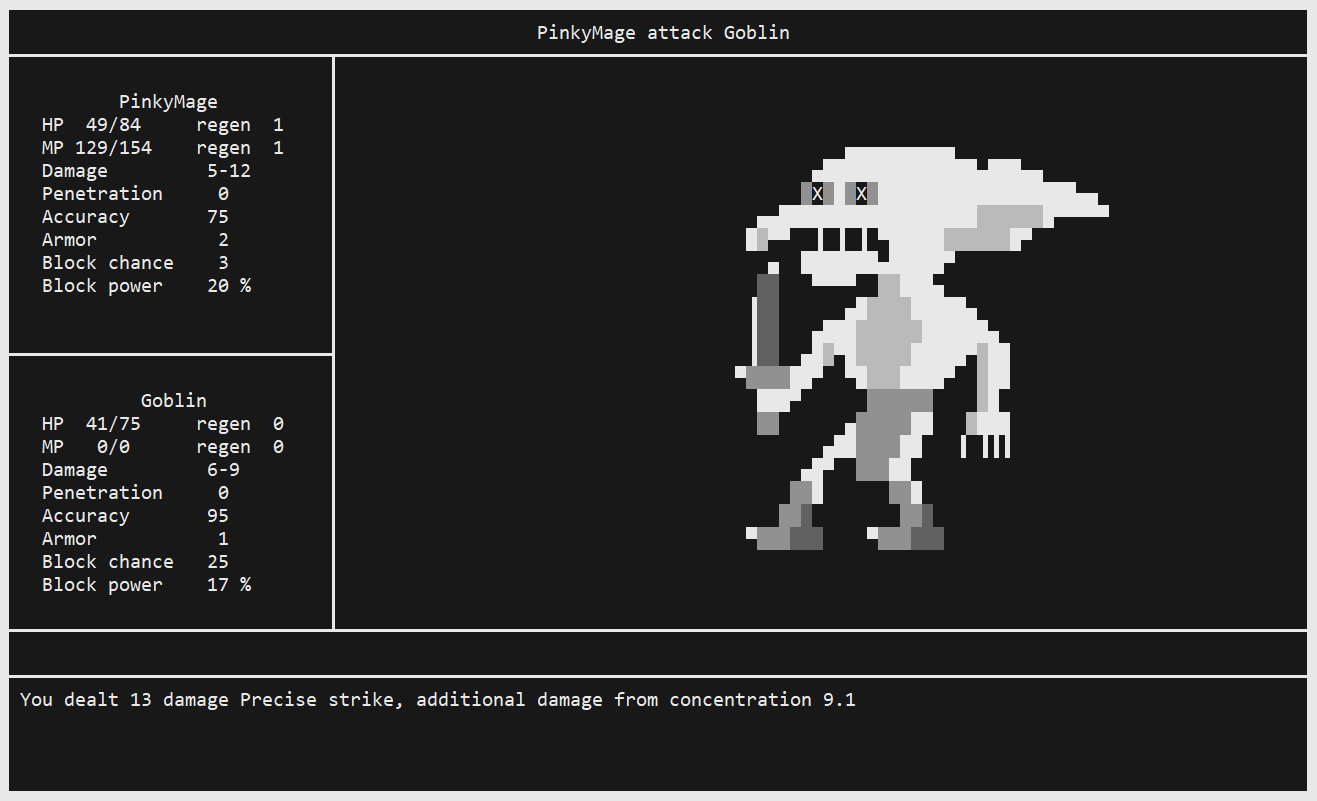 PinkyMage attack Goblin
PinkyMage
HP 49/84 regen 1
MP 129/154 regen 1
Damage 5-12
Penetration 0
Accuracy 75
Armor 2
Block chance 3
Block power 20 %
X X
Goblin
HP 41/75 regen 0
MP 0/0 regen 0
Damage 6-9
Penetration 0
Accuracy 95
Armor 1
Block chance 25
Block power 17 %
You dealt 13 damage Precise strike, additional damage from concentration 9.1